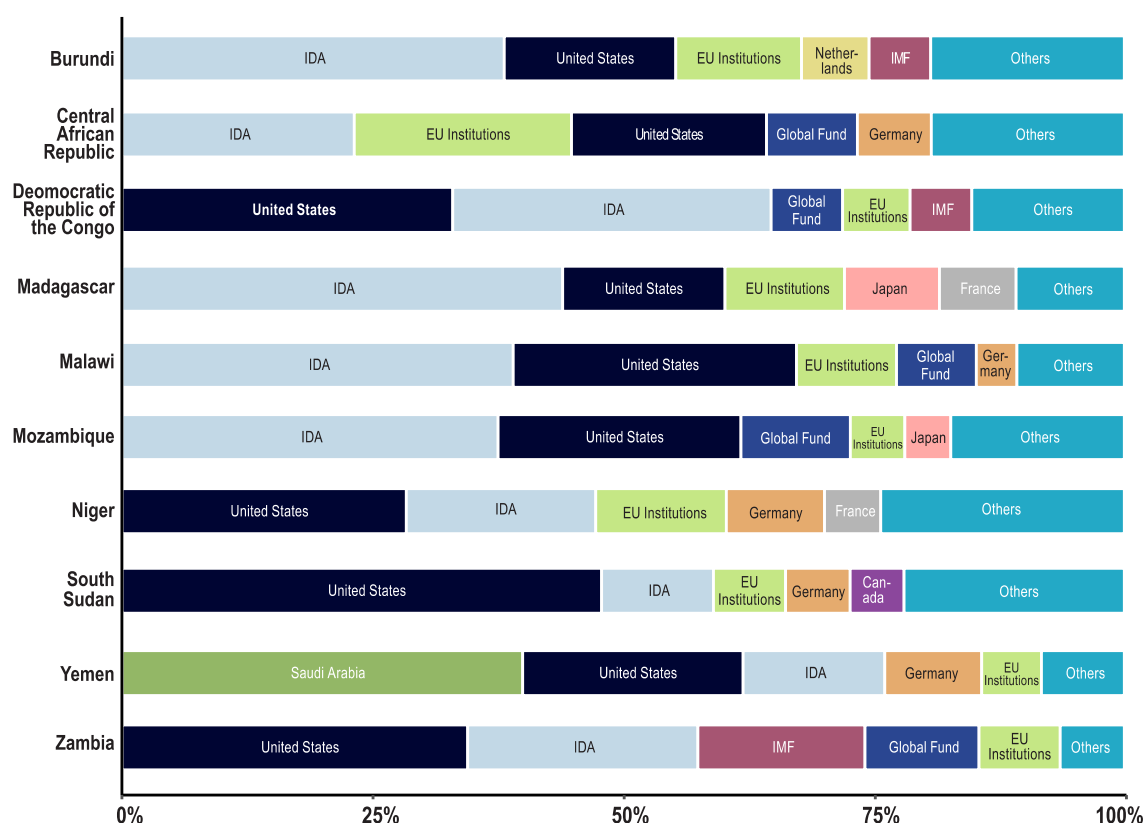 Burundi
IDA
United States
EU Institutions
Nether-
lands
IMF
Others
Central
African
Republic
IDA
EU Institutions
United States
Global Fund
Germany
Others
Deomocratic
Republic of
the Congo
United States
IDA
Global
Fund
EU
Institutions
IMF
Others
Madagascar
IDA
United States
EU Institutions
Japan
France
Others
Malawi
IDA
United States
EU Institutions
Global
Fund
Ger-
many
Others
Mozambique
IDA
United States
Global Fund
EU
Institutions
Japan
Others
Niger
United States
IDA
EU Institutions
Germany
France
Others
South
Sudan
United States
IDA
EU
Institutions
Germany
Can-
ada
Others
Yemen
Saudi Arabia
United States
IDA
Germany
EU
Institutions
Others
Zambia
United States
IDA
IMF
Global Fund
EU
Institutions
Others
0% 25% 50% 75% 100%